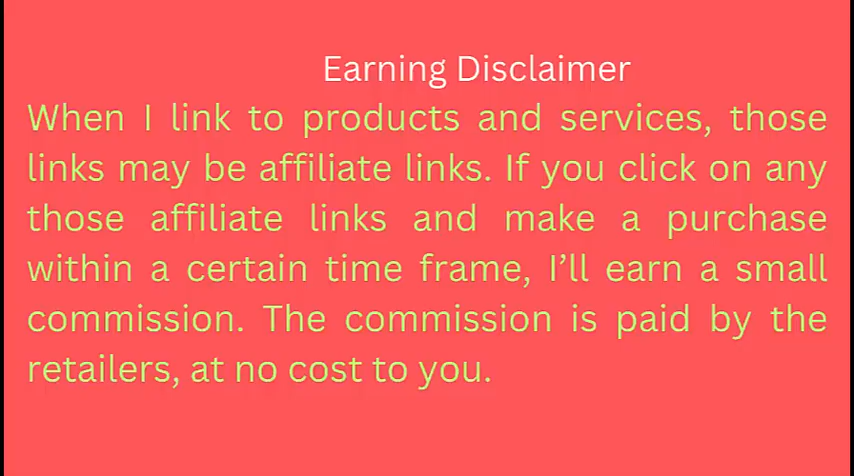 Earning Disclaimer
When I link to products and services, those
links may be affiliate links. If you click on any
those affiliate links and make a purchase
within a certain time frame, I’ll earn a small
commission. The commission is paid by the
retailers, at no cost to you.